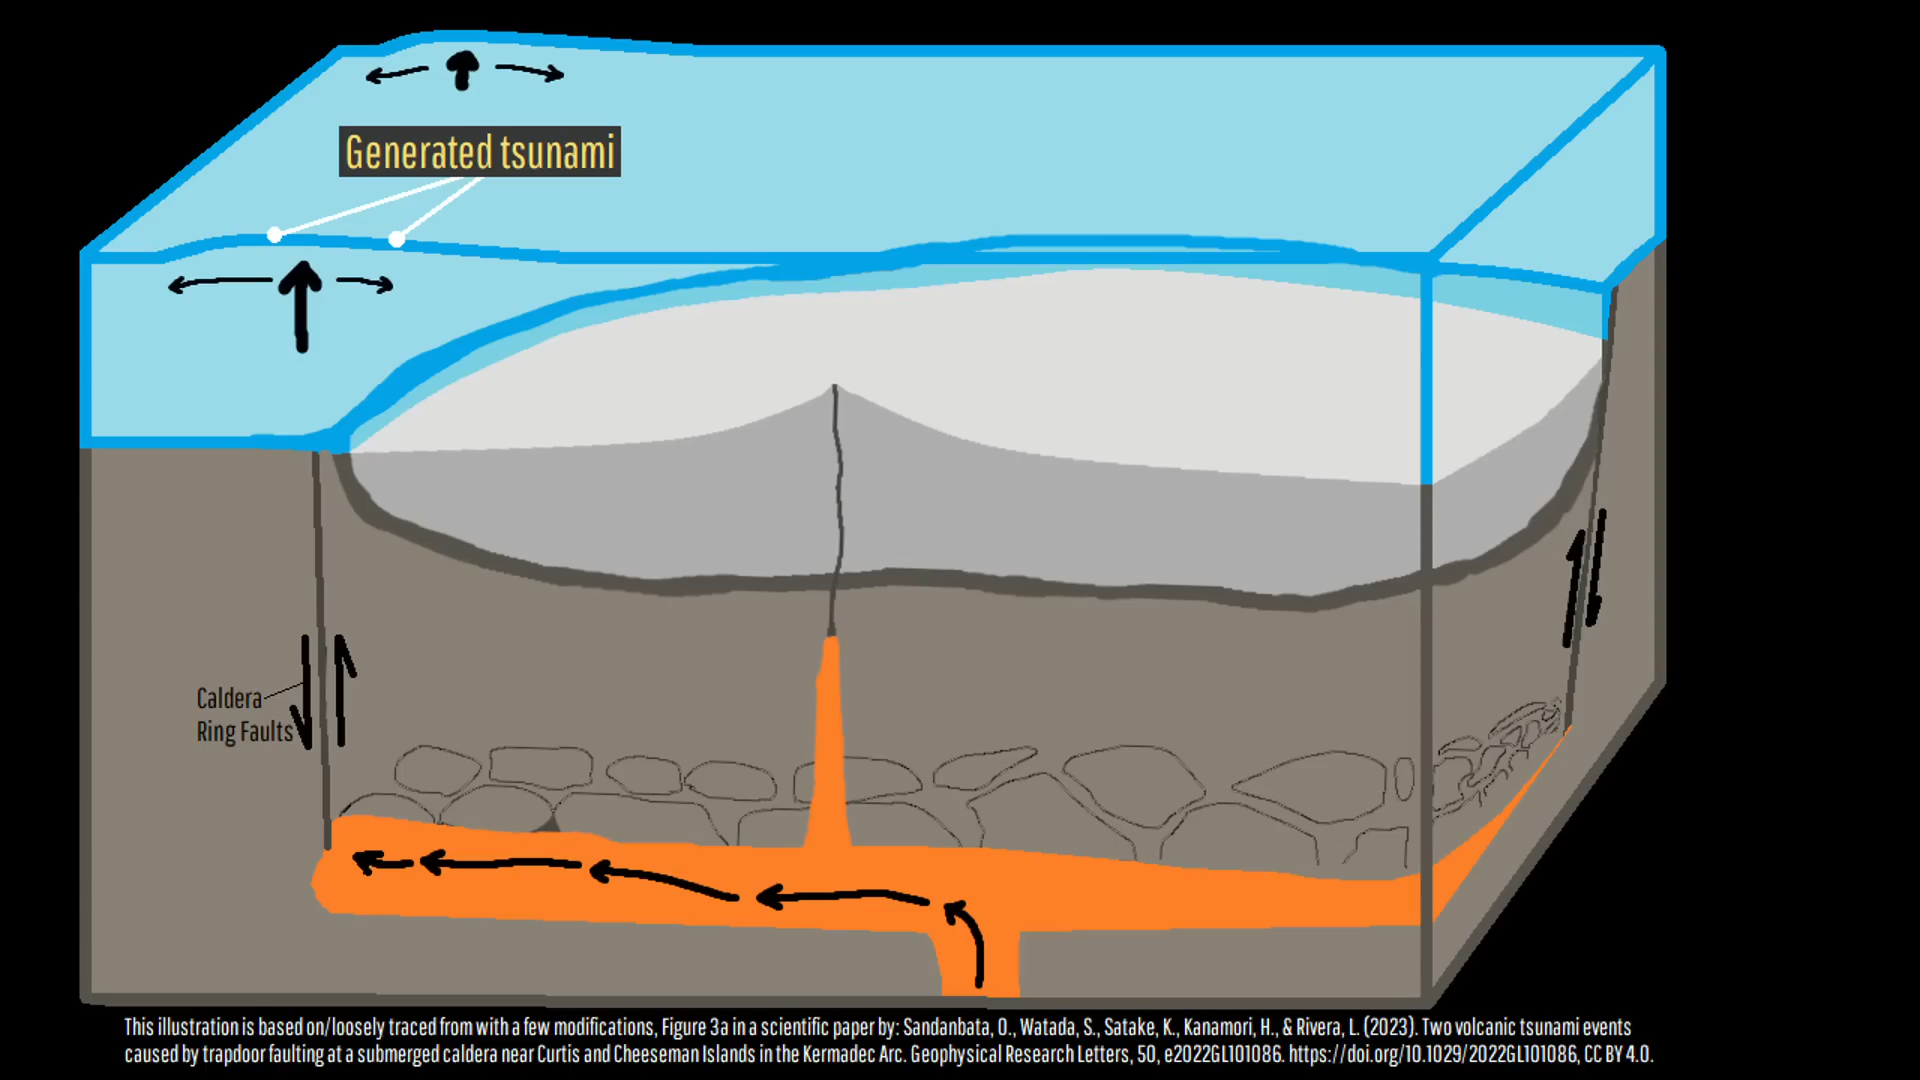 Generated tsunami
Caldera
Ring Faults
This illustration is based on/loosely traced from with a few modifications, Figure 3a in a scientific paper by: Sandanbata, O., Watada, S., Satake, K., Kanamori, H., & Rivera, L. (2023). Two volcanic tsunami events
caused by trapdoor faulting at a submerged caldera near Curtis and Cheeseman Islands in the Kermadec Arc. Geophysical Research Letters, 50, e2022GL101086. https://doi.org/10.1029/2022GL101086, CC BY 4.0.